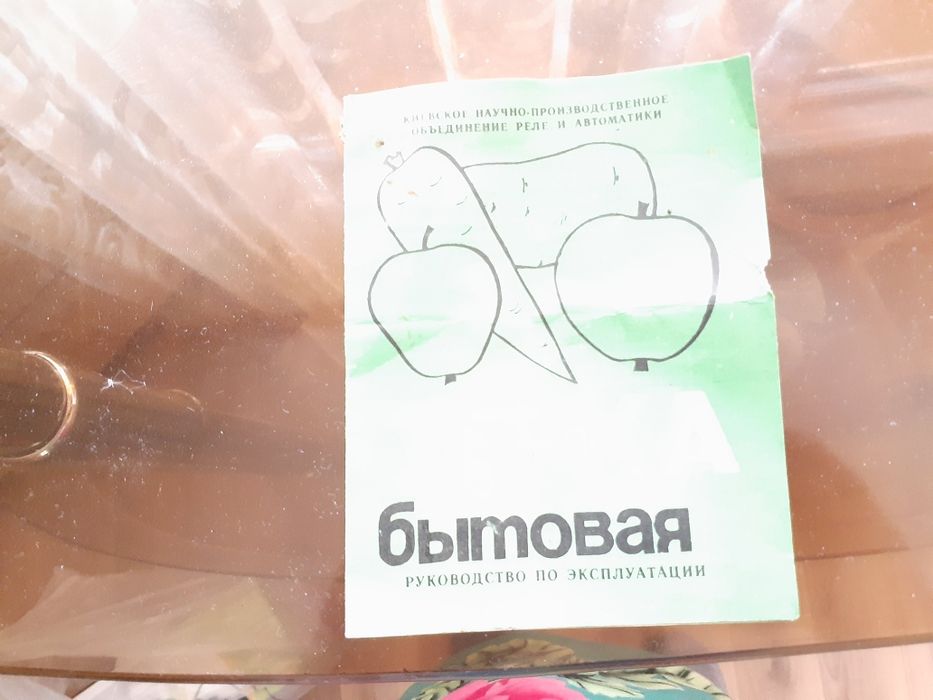 КИЕВСКОЕ НАУЧНО-ПРОИЗВОДСТВЕННОЕ
ОБЪЕДИНЕНИЕ РЕЛЕ И АВТОМАТИКИ
бытовая
РУКОВОДСТВО ПО ЭКСПЛУАТАЦИИ